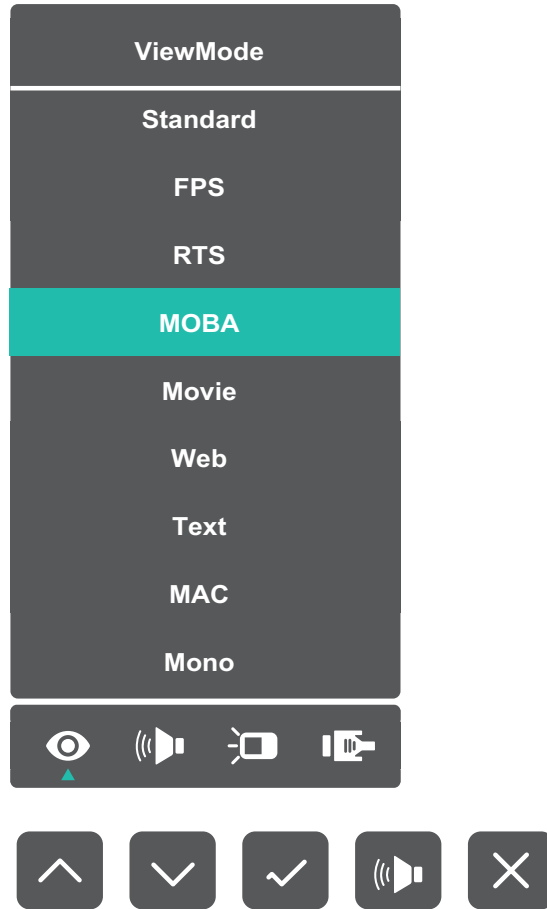 ViewMode
Standard
FPS
RTS
MOBA
Movie
Web
Text
MAC
Mono